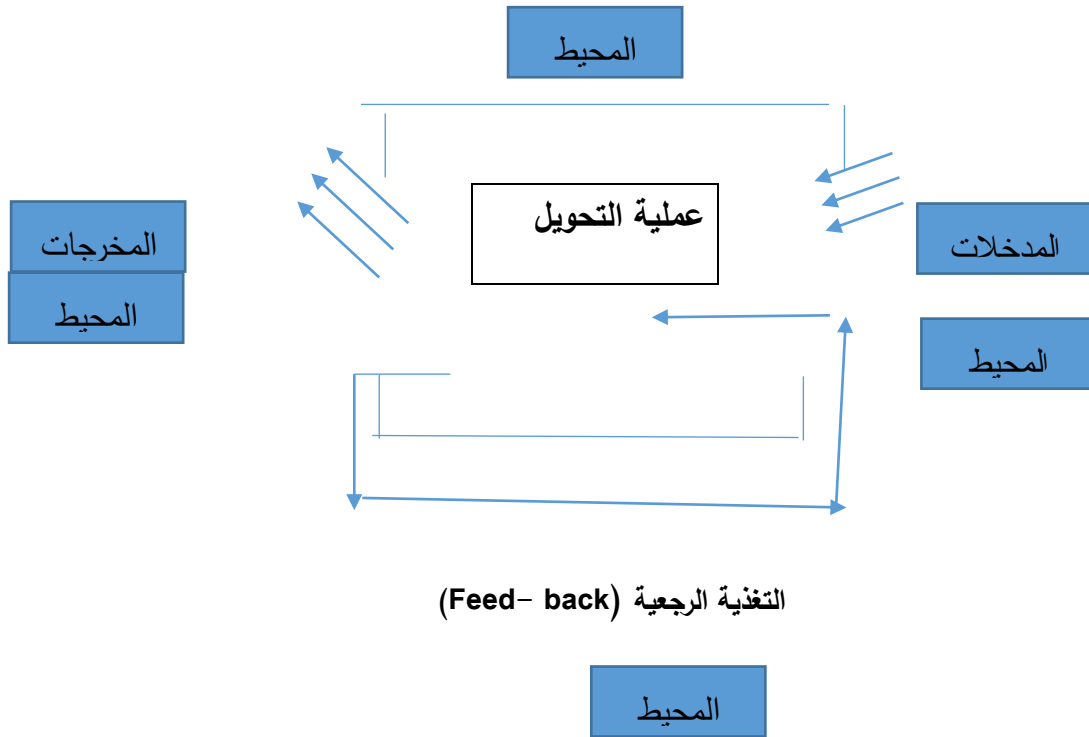 المحيط
عملية التحويل
المدخلات
المخرجات
المحيط
المحيط
التغذية الرجعية (Feed- back)
المحيط